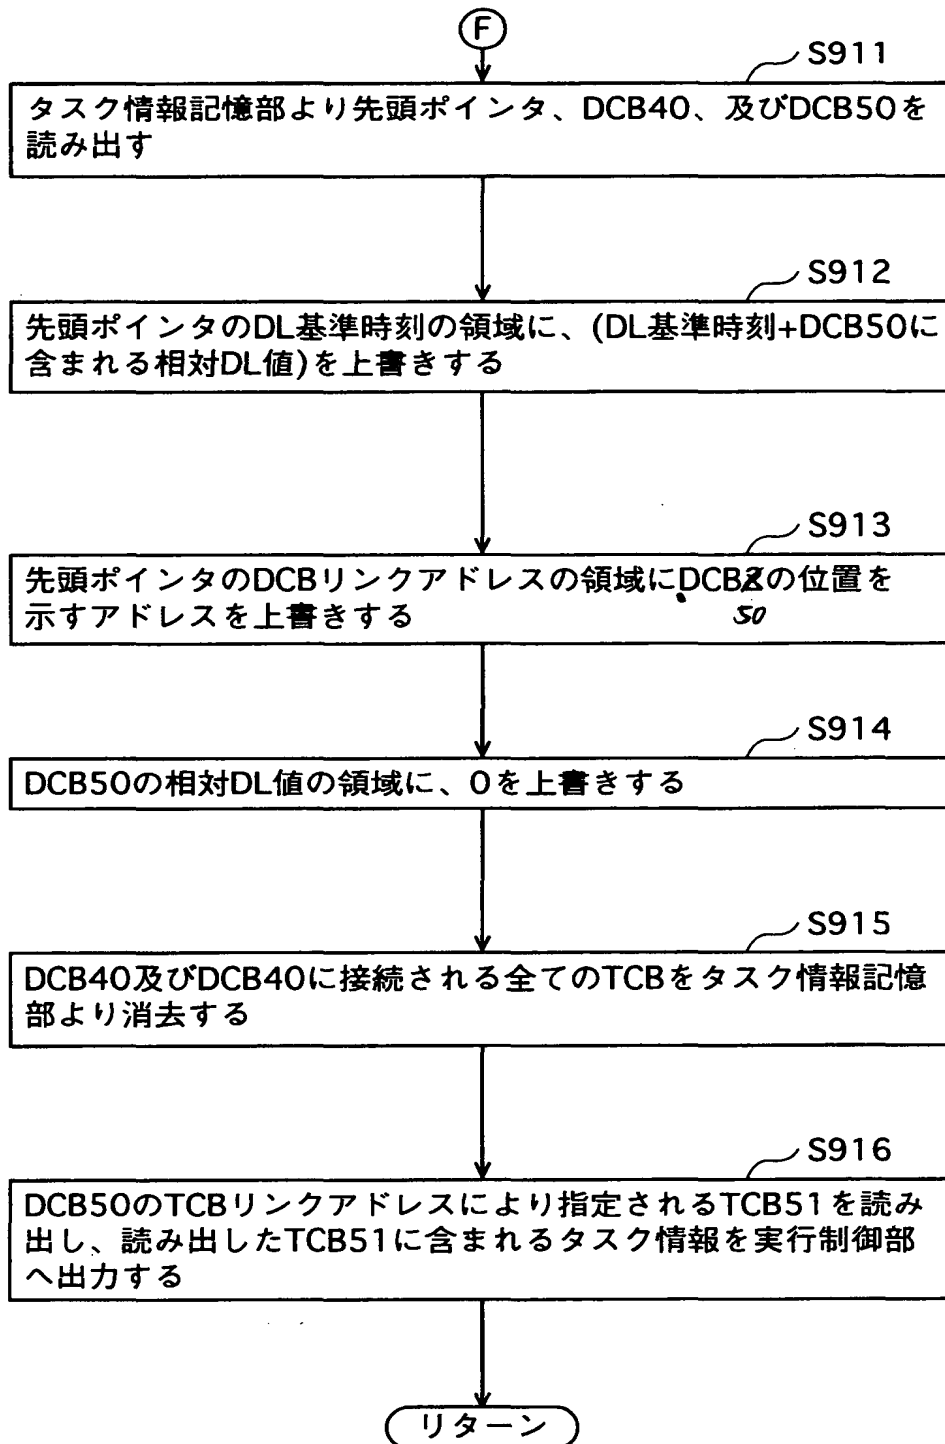 F
S911
タスク情報記憶部より先頭ポインタ、DCB40、及びDCB50を
読み出す
S912
先頭ポインタのDL基準時刻の領域に、(DL基準時刻+DCB50に
含まれる相対DL値)を上書きする
S913
先頭ポインタのDCBリンクアドレスの領域にDCB2の位置を
示すアドレスを上書きする
50
S914
DCB50の相対DL値の領域に、0を上書きする
S915
DCB40及びDCB40に接続される全てのTCBをタスク情報記憶
部より消去する
S916
DCB50のTCBリンクアドレスにより指定されるTCB51を読み
出し、読み出したTCB51に含まれるタスク情報を実行制御部
へ出力する
リターン